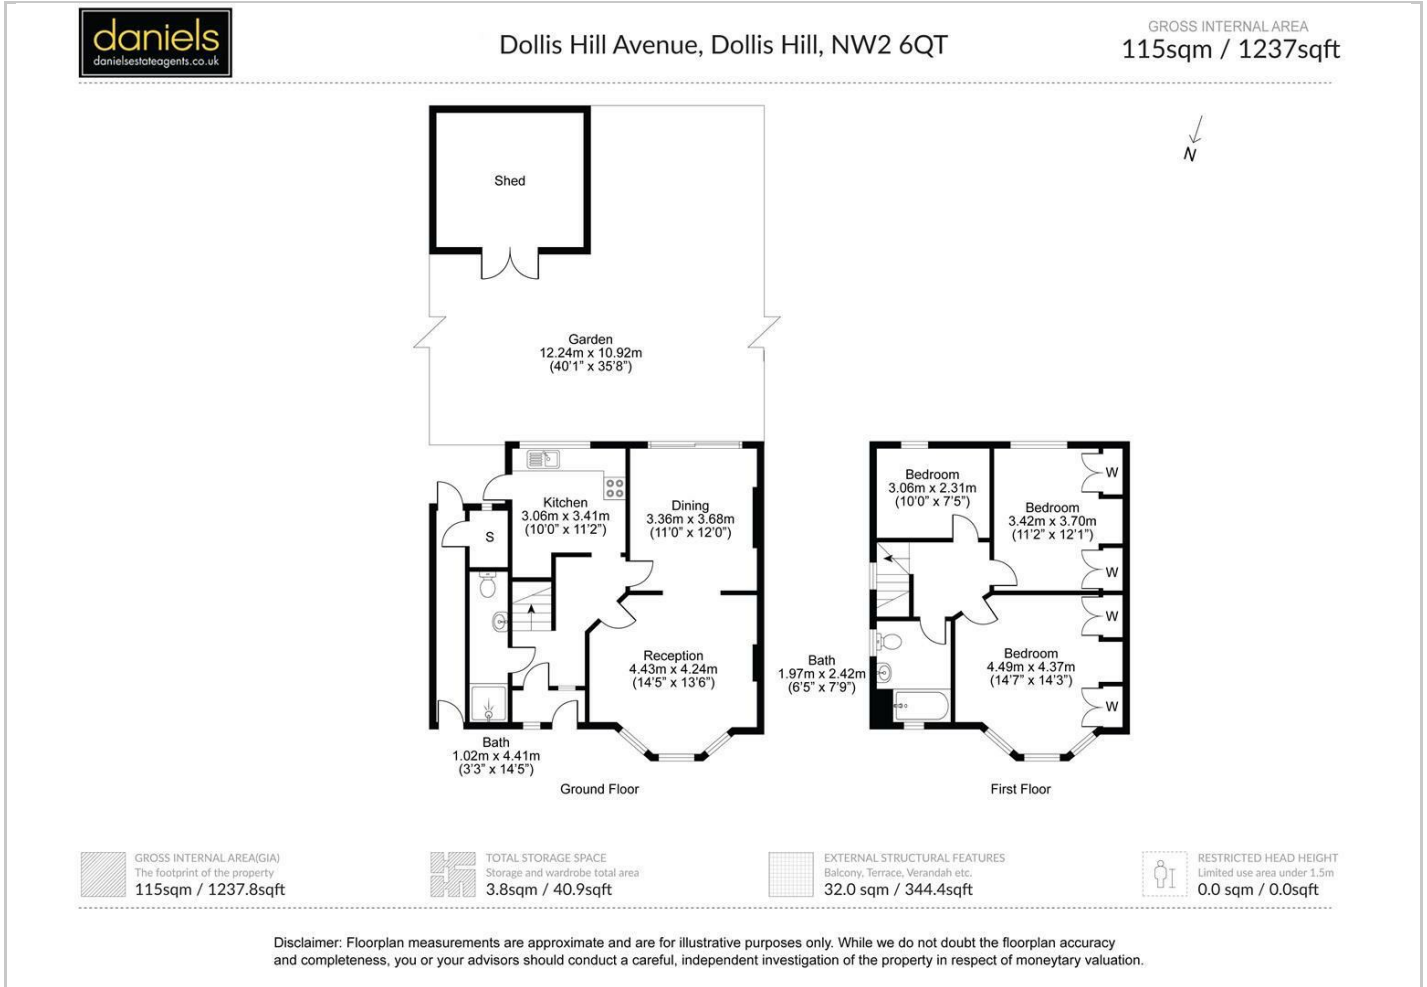 daniels
danielsestateagents.co.uk
Dollis Hill Avenue, Dollis Hill, NW2 6QT
GROSS INTERNAL AREA
115sqm / 1237sqft
N
Shed
Garden
12.24m x 10.92m
(40'1" x 35'8")
Kitchen
3.06m x 3.41m
(10'0" x 11'2")
Dining
3.36m x 3.68m
(11'0" x 12'0")
S
Reception
4.43m x 4.24m
(14'5" x 13'6")
Bath
1.02m x 4.41m
(3'3" x 14'5")
Ground Floor
Bedroom
3.06m x 2.31m
(10'0" x 7'5")
Bedroom
3.42m x 3.70m
(11'2" x 12'1")
W
W
W
W
Bath
1.97m x 2.42m
(6'5" x 7'9")
Bedroom
4.49m x 4.37m
(14'7" x 14'3")
First Floor
GROSS INTERNAL AREA(GIA)
The footprint of the property
115sqm / 1237.8sqft
TOTAL STORAGE SPACE
Storage and wardrobe total area
3.8sqm / 40.9sqft
EXTERNAL STRUCTURAL FEATURES
Balcony, Terrace, Verandah etc.
32.0 sqm / 344.4sqft
RESTRICTED HEAD HEIGHT
Limited use area under 1.5m
0.0 sqm / 0.0sqft
Disclaimer: Floorplan measurements are approximate and are for illustrative purposes only. While we do not doubt the floorplan accuracy
and completeness, you or your advisors should conduct a careful, independent investigation of the property in respect of moneytary valuation.